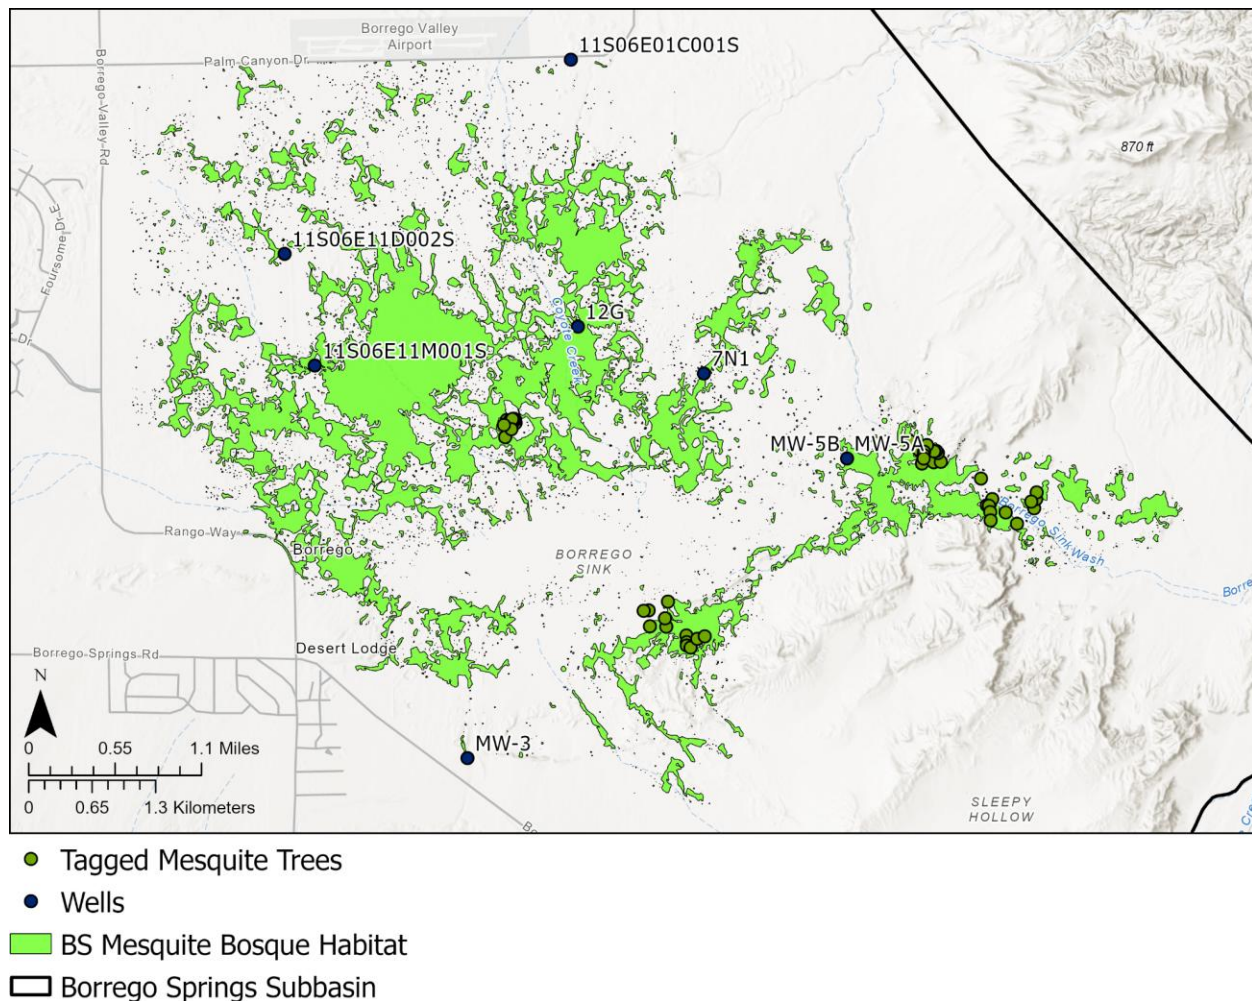 Borrego Valley
Airport
11S06E01C001S
Palm Canyon Dr
Borrego-Valley-Rd
870 ft
Foursome-Dr-E
11S06E11D002S
Coyote Creek
12G
Dr
11S06E11M001S
7N1
MW-5B
MW-5A
Rango Way
Borrego
BORREGO
SINK
Borrego Sink Wash
Borre
Borrego Springs Rd
Desert Lodge
N
0 0.55 1.1 Miles
0 0.65 1.3 Kilometers
MW-3
SLEEPY
HOLLOW
Tagged Mesquite Trees
Wells
BS Mesquite Bosque Habitat
Borrego Springs Subbasin